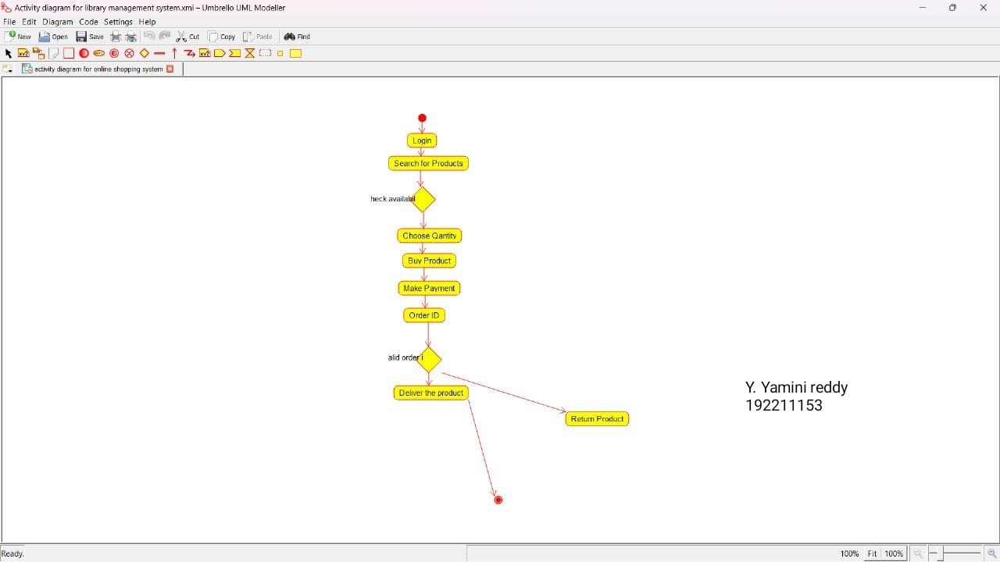 Activity diagram for library management system.xmi – Umbrello UML Modeller
File Edit Diagram Code Settings Help
New Open Save Cut Copy Paste Find
activity diagram for online shopping system
Login
Search for Products
heck availabil
Choose Qantity
Buy Product
Make Payment
Order ID
alid order i
Deliver the product
Return Product
Y. Yamini reddy
192211153
Ready.
100% Fit 100%